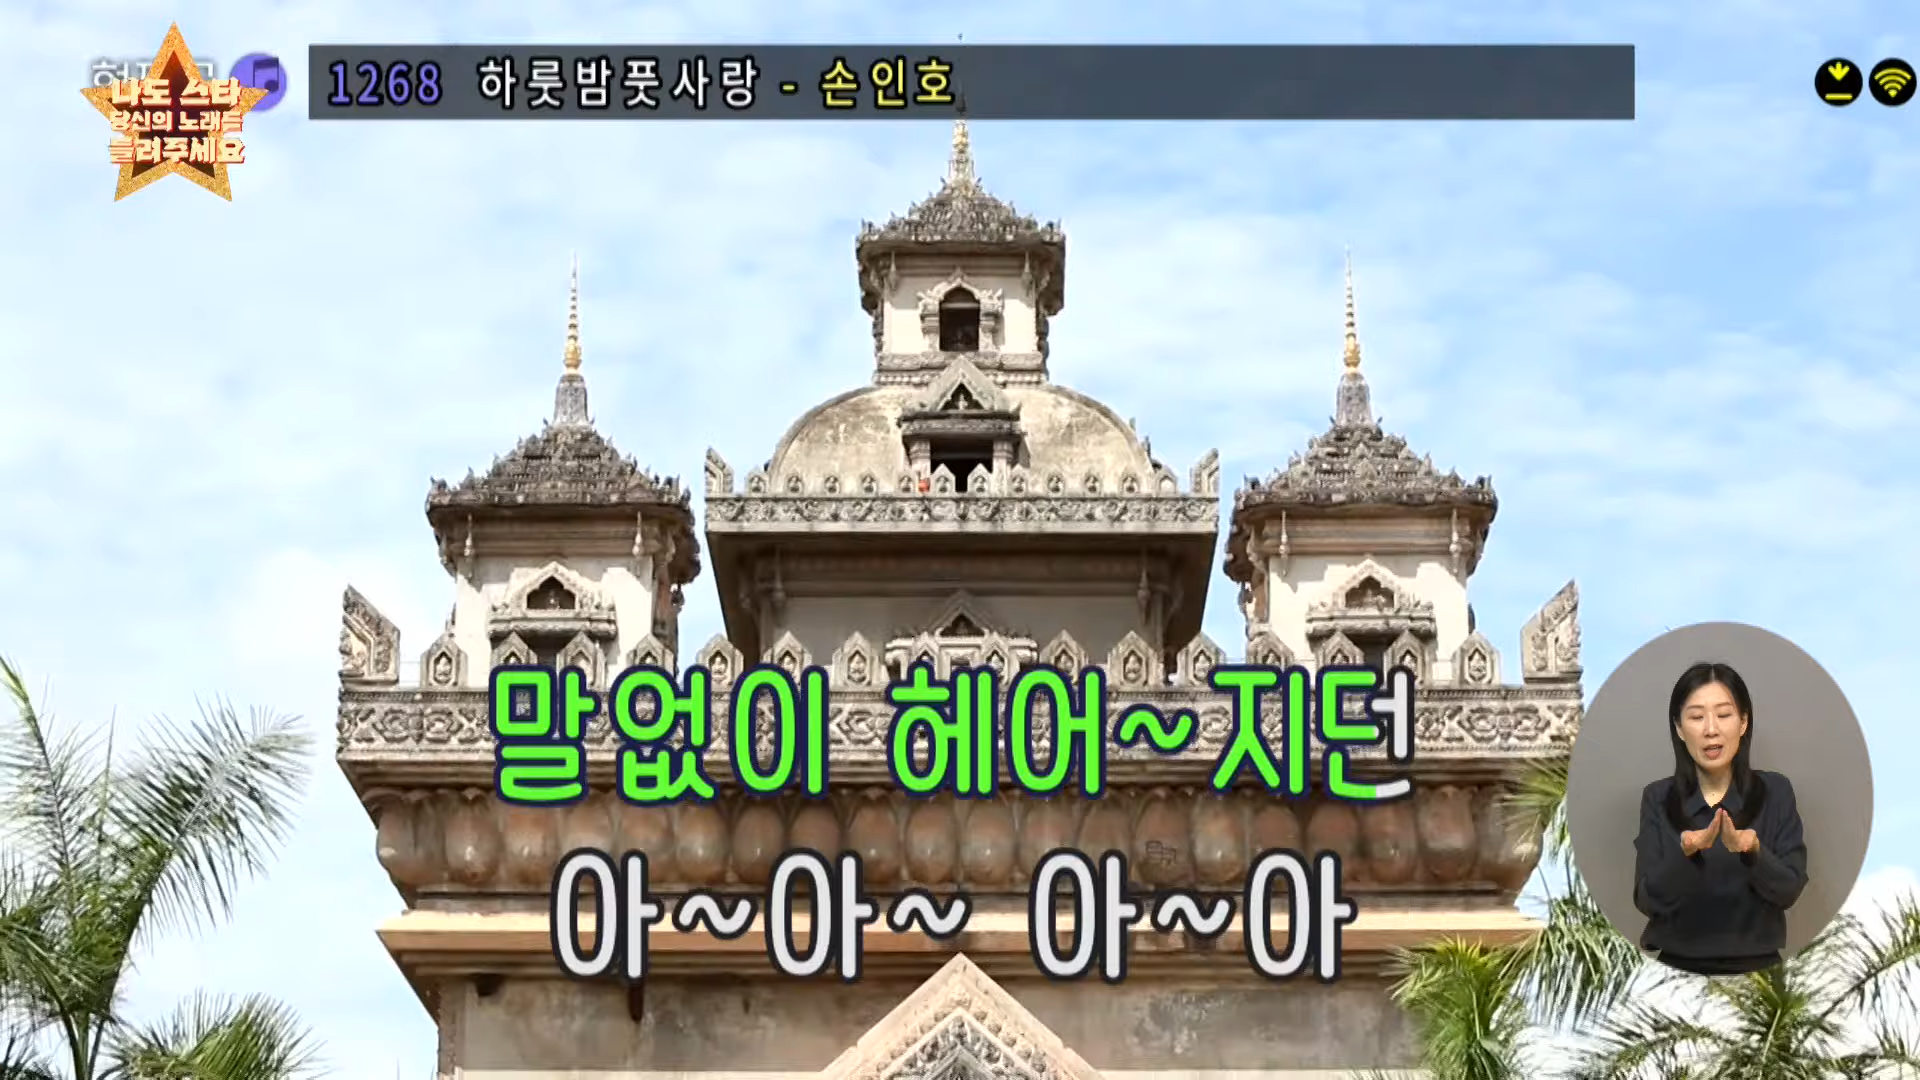 1268 하룻밤풋사랑 - 손인호
나도 스타
당신의 노래를
들려주세요
말없이 헤어~지던
아~아~ 아~아